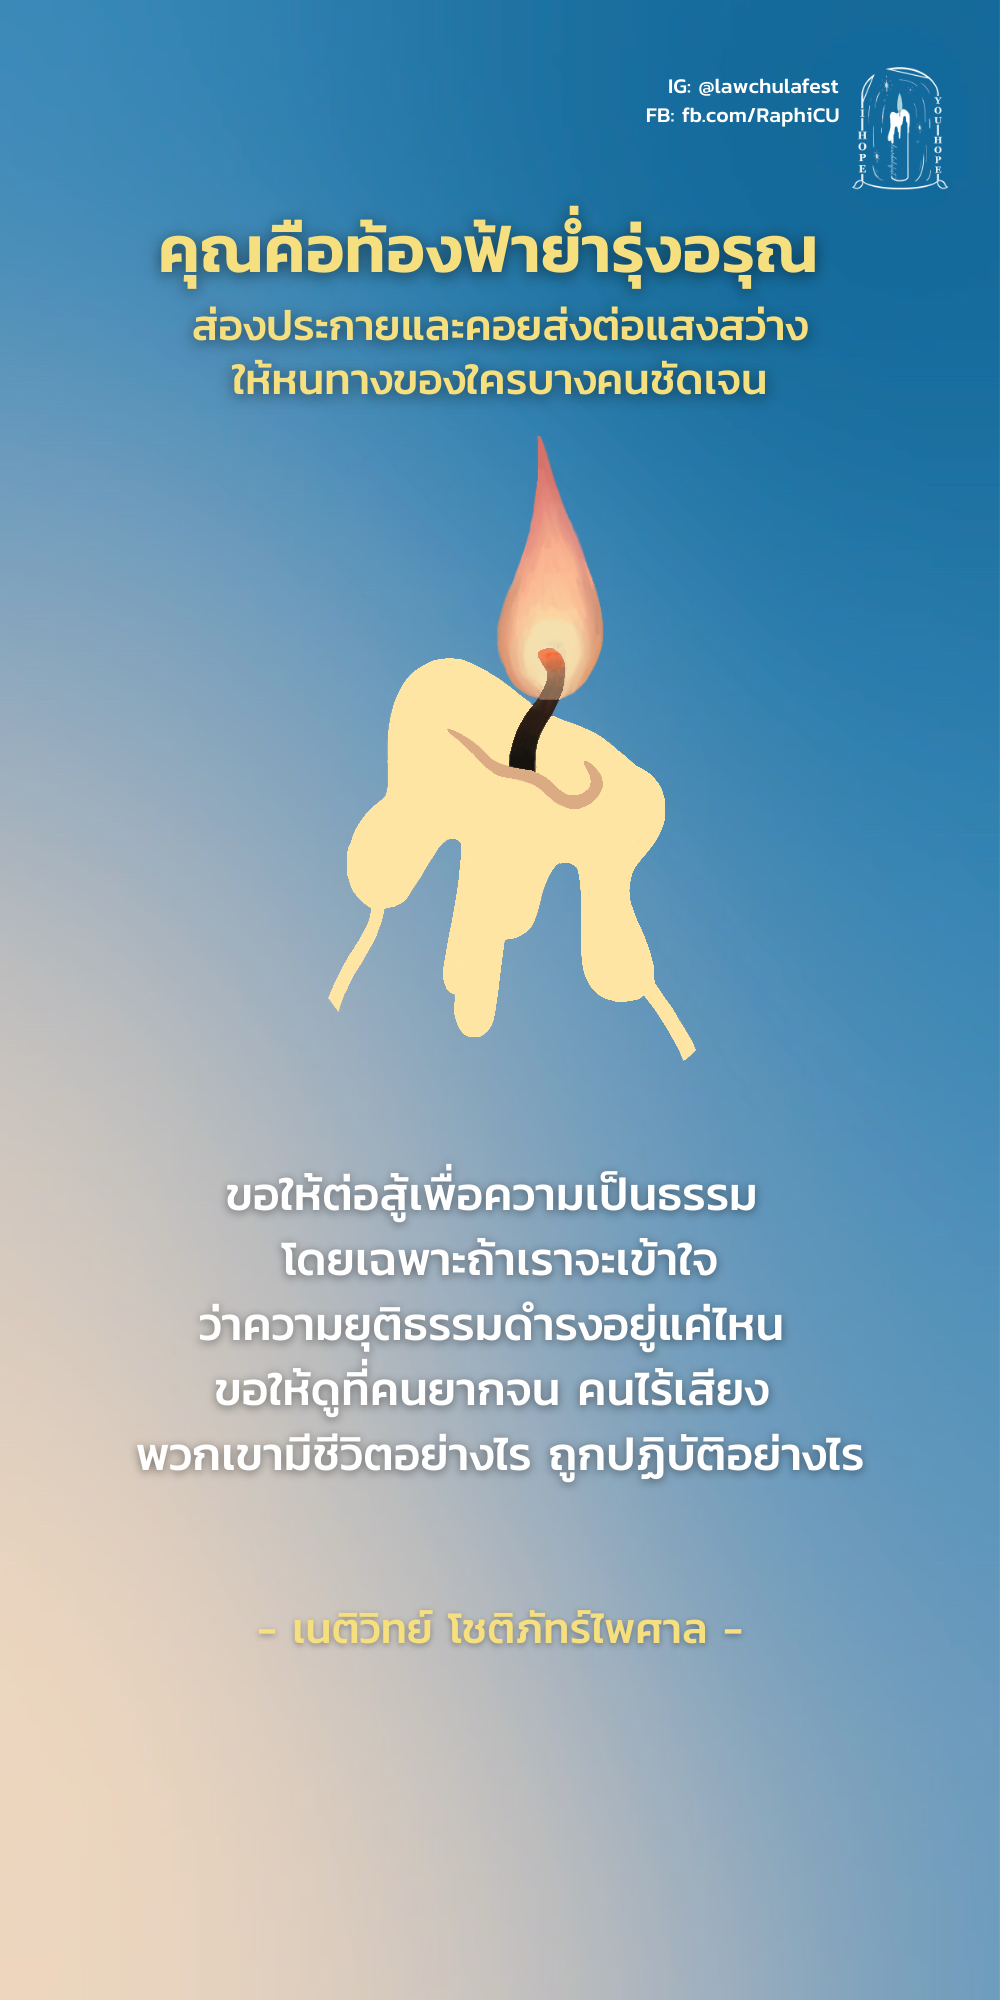 IG: @lawchulafest
FB: fb.com/RaphiCU
I HOPE
YOU HOPE
คุณคือท้องฟ้าย่ำรุ่งอรุณ
ส่องประกายและคอยส่งต่อแสงสว่าง
ให้หนทางของใครบางคนชัดเจน
ขอให้ต่อสู้เพื่อความเป็นธรรม
โดยเฉพาะถ้าเราจะเข้าใจ
ว่าความยุติธรรมดำรงอยู่แค่ไหน
ขอให้ดูที่คนยากจน คนไร้เสียง
พวกเขามีชีวิตอย่างไร ถูกปฏิบัติอย่างไร
- เนติวิทย์ โชติภัทร์ไพศาล -